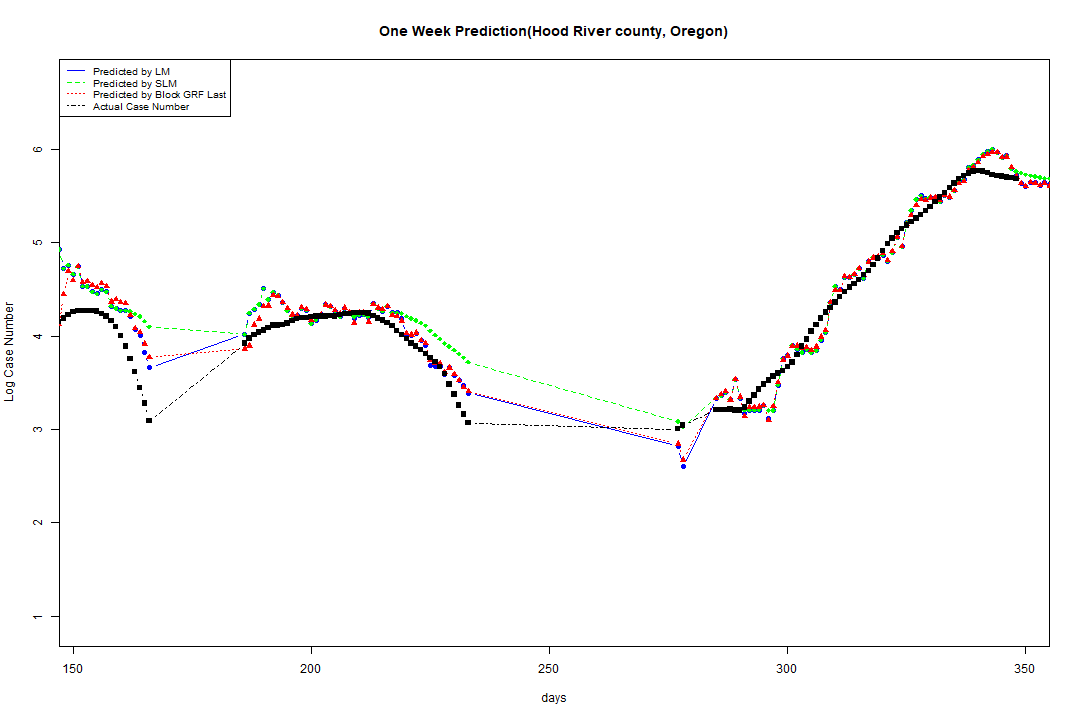 One Week Prediction(Hood River county, Oregon)
Predicted by LM
Predicted by SLM
Predicted by Block GRF Last
Actual Case Number
Log Case Number
6
5
4
3
2
1
150 200 250 300 350
days